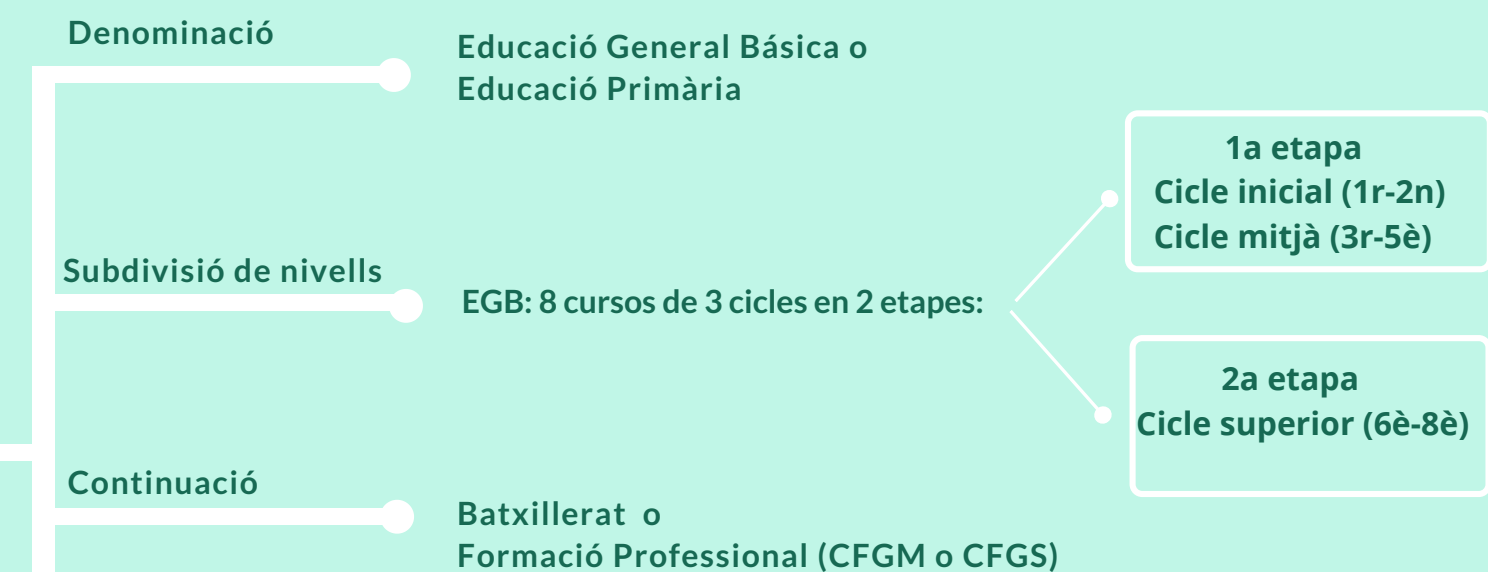 Denominació
Educació General Básica o
Educació Primària
Subdivisió de nivells
EGB: 8 cursos de 3 cicles en 2 etapes:
1a etapa
Cicle inicial (1r-2n)
Cicle mitjà (3r-5è)
2a etapa
Cicle superior (6è-8è)
Continuació
Batxillerat o
Formació Professional (CFGM o CFGS)